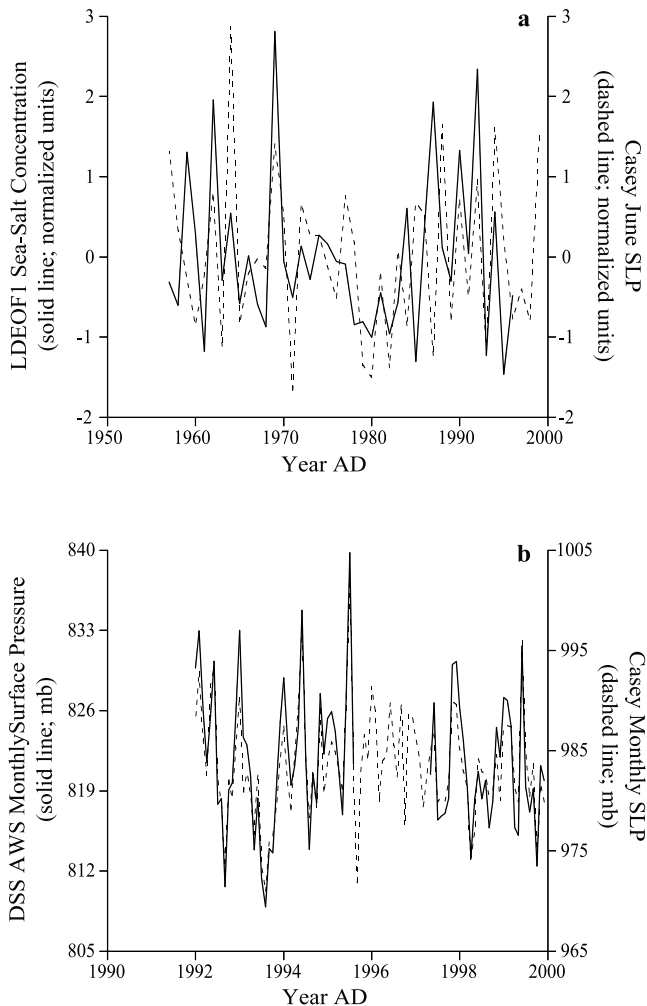 a
3
2
1
0
-1
-2
3
2
1
0
-1
-2
LDEOF1 Sea-Salt Concentration
(solid line; normalized units)
Casey June SLP
(dashed line; normalized units)
1950 1960 1970 1980 1990 2000
Year AD
b
840
833
826
819
812
805
1005
995
985
975
965
DSS AWS MonthlySurface Pressure
(solid line; mb)
Casey Monthly SLP
(dashed line; mb)
1990 1992 1994 1996 1998 2000
Year AD